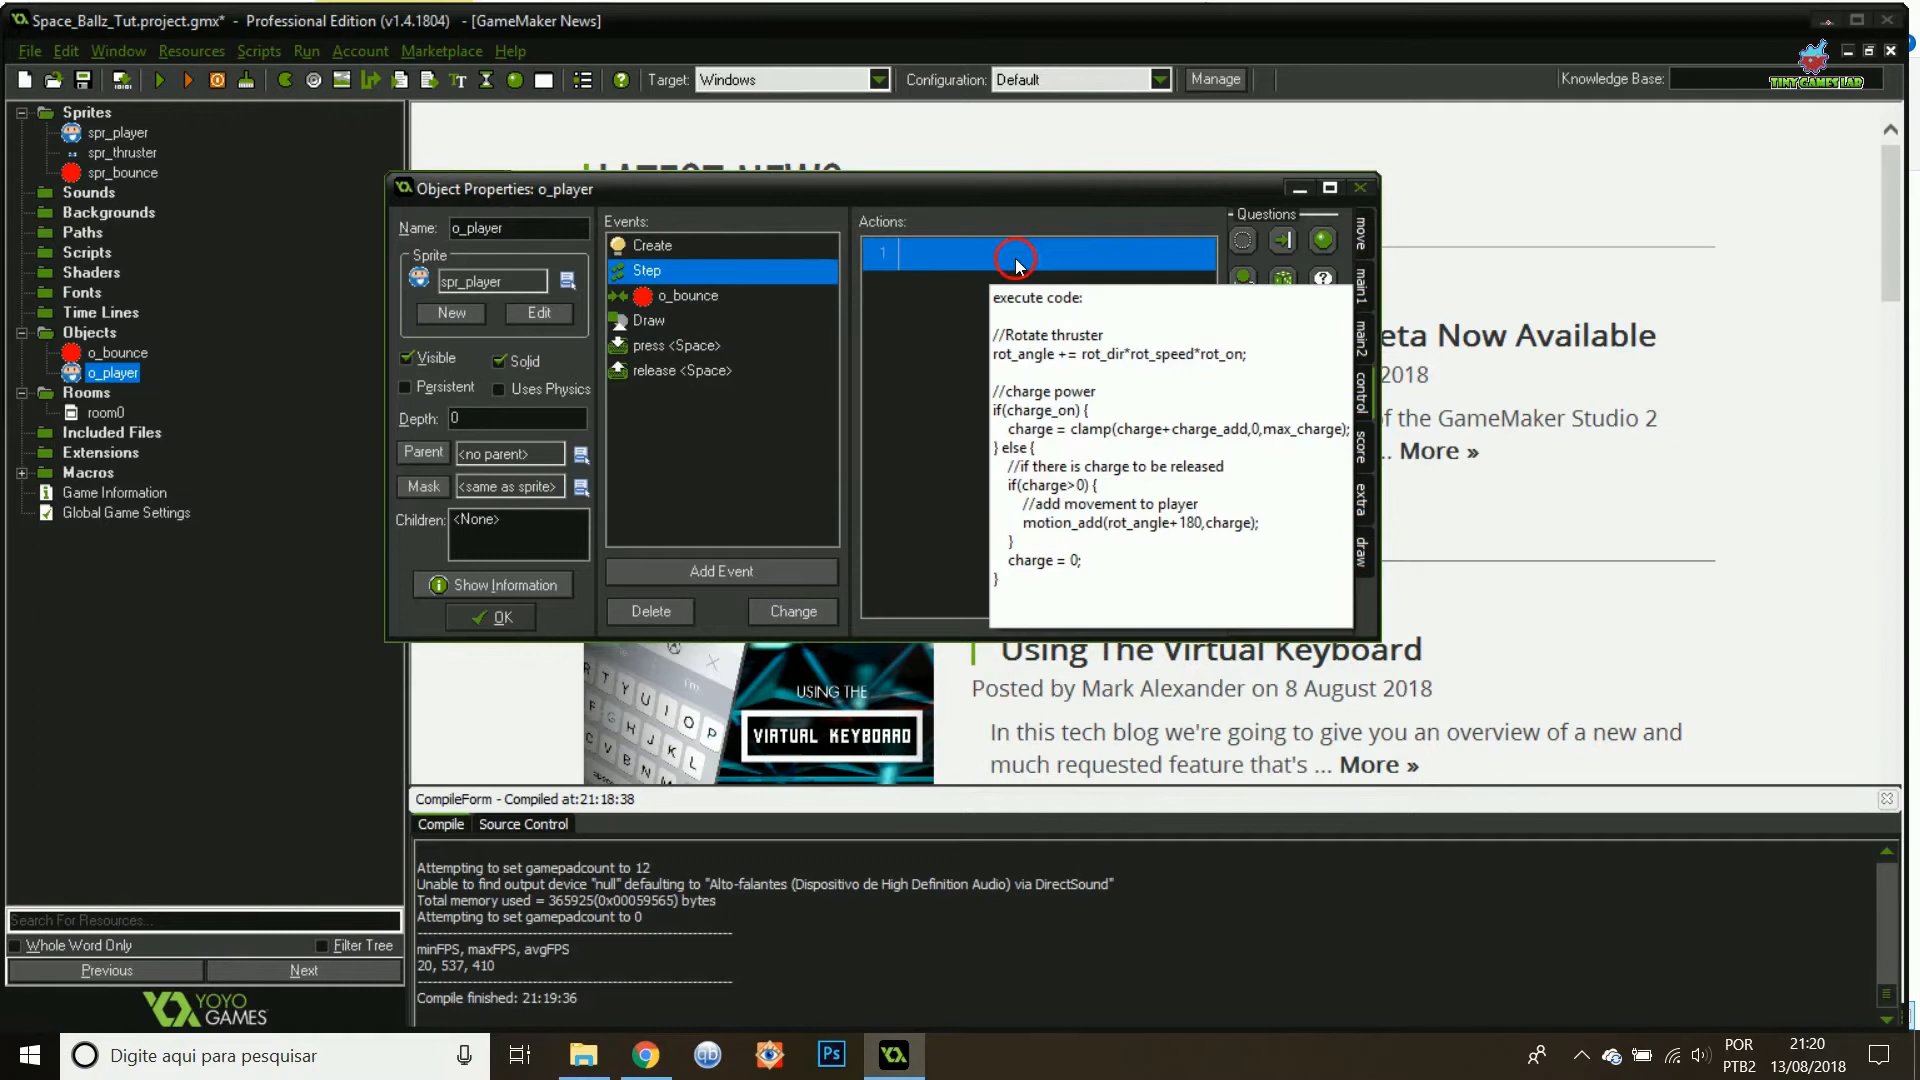 Space_Ballz_Tut.project.gmx* - Professional Edition (v1.4.1804) - [GameMaker News]
File Edit Window Resources Scripts Run Account Marketplace Help
Target: Windows Configuration: Default Manage Knowledge Base:
TINY GAMES LAB
Sprites
spr_player
spr_thruster
spr_bounce
Sounds
Backgrounds
Paths
Scripts
Shaders
Fonts
Time Lines
Objects
o_bounce
o_player
Rooms
room0
Included Files
Extensions
Macros
Game Information
Global Game Settings
Search For Resources...
Whole Word Only Filter Tree
Previous Next
YOYO
GAMES
LATEST NEWS
Object Properties: o_player
Name: o_player
Sprite
spr_player
New Edit
Visible Solid
Persistent Uses Physics
Depth: 0
Parent <no parent>
Mask <same as sprite>
Children: <None>
Show Information
OK
Events:
Create
Step
o_bounce
Draw
press <Space>
release <Space>
Add Event
Delete Change
Actions:
1
Questions
move
main1
main2
control
score
extra
draw
execute code:
//Rotate thruster
rot_angle += rot_dir*rot_speed*rot_on;
//charge power
if(charge_on) {
charge = clamp(charge+charge_add,0,max_charge);
} else {
//if there is charge to be released
if(charge>0) {
//add movement to player
motion_add(rot_angle+180,charge);
}
charge = 0;
}
eta Now Available
2018
of the GameMaker Studio 2
.. More »
USING THE
VIRTUAL KEYBOARD
Using The Virtual Keyboard
Posted by Mark Alexander on 8 August 2018
In this tech blog we're going to give you an overview of a new and
much requested feature that's ... More »
CompileForm - Compiled at:21:18:38
Compile Source Control
Attempting to set gamepadcount to 12
Unable to find output device "null" defaulting to "Alto-falantes (Dispositivo de High Definition Audio) via DirectSound"
Total memory used = 365925(0x00059565) bytes
Attempting to set gamepadcount to 0
minFPS, maxFPS, avgFPS
20, 537, 410
Compile finished: 21:19:36
Digite aqui para pesquisar
qb
Ps
POR
PTB2
21:20
13/08/2018